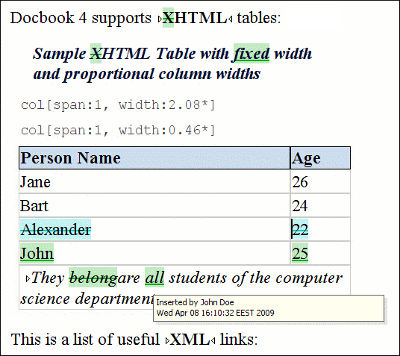 Docbook 4 supports XHTML tables:
Sample XHTML Table with fixed width
and proportional column widths
col[span:1, width:2.08*]
col[span:1, width:0.46*]
Person Name Age
Jane 26
Bart 24
Alexander 22
John 25
They belongare all students of the computer
science department
Inserted by John Doe
Wed Apr 08 16:10:32 EEST 2009
This is a list of useful XML links: